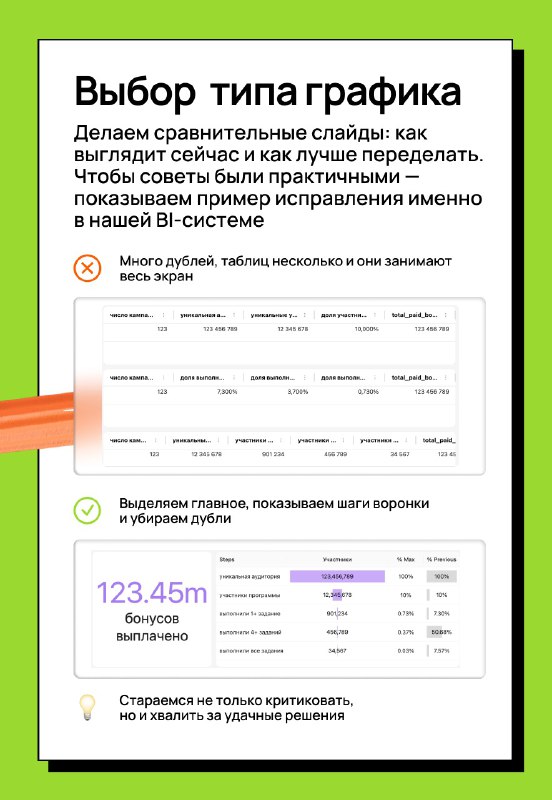 Выбор типа графика
Делаем сравнительные слайды: как
выглядит сейчас и как лучше переделать.
Чтобы советы были практичными —
показываем пример исправления именно
в нашей BI-системе
Много дублей, таблиц несколько и они занимают
весь экран
число кампа... уникальная а... уникальные у... доля участни... total_paid_bo...
123 123 456 789 12 345 678 10,000% 123 456 789
число кампа... доля выполн... доля выполн... доля выполн... total_paid_bo...
123 7,300% 3,700% 0,730% 123 456 789
число кам... уникальны... участники ... участники ... участники ... total_paid_
123 12 345 678 901 234 456 789 34 567 123 45
Выделяем главное, показываем шаги воронки
и убираем дубли
123.45m
бонусов
выплачено
Steps Участники % Max % Previous
уникальная аудитория 123,456,789 100% 100%
участники программы 12,345,678 10% 10%
выполнили 1+ задание 901,234 0.73% 7.30%
выполнили 4+ заданий 456,789 0.37% 50.68%
выполнили все задания 34,567 0.03% 7.57%
Стараемся не только критиковать,
но и хвалить за удачные решения